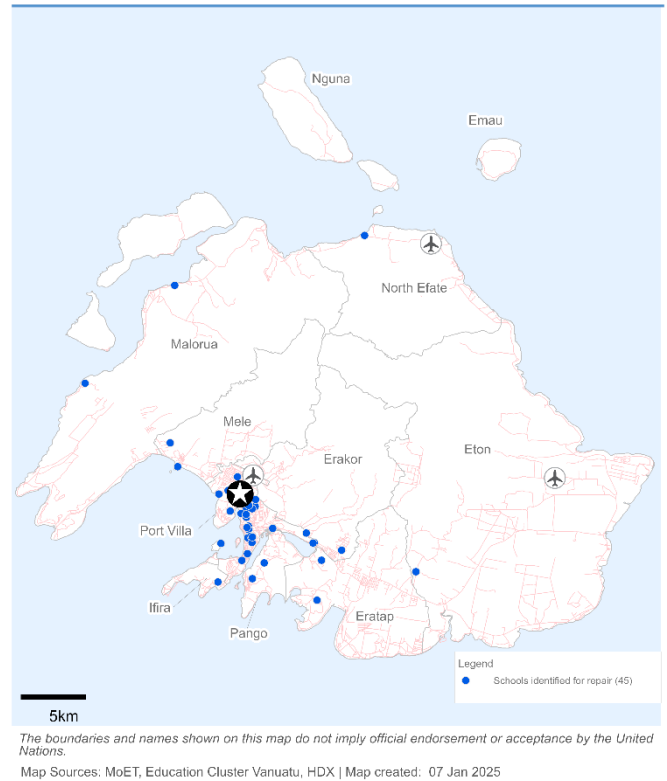 Nguna
Emau
North Efate
Malorua
Mele
Erakor
Eton
Port Villa
Ifira
Pango
Eratap
Legend
Schools identified for repair (45)
5km
The boundaries and names shown on this map do not imply official endorsement or acceptance by the United
Nations.
Map Sources: MoET, Education Cluster Vanuatu, HDX | Map created: 07 Jan 2025